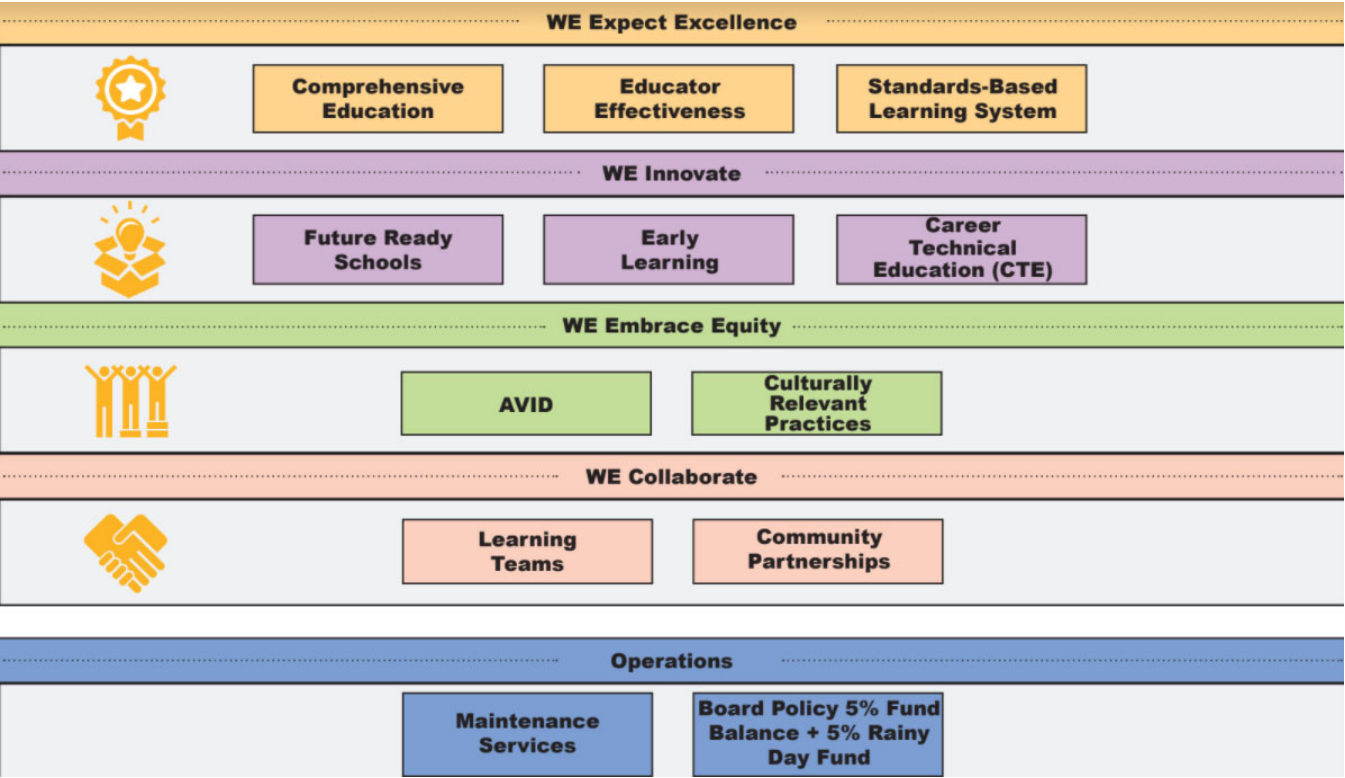 WE Expect Excellence
Comprehensive
Education
Educator
Effectiveness
Standards-Based
Learning System
WE Innovate
Future Ready
Schools
Early
Learning
Career
Technical
Education (CTE)
WE Embrace Equity
AVID
Culturally
Relevant
Practices
WE Collaborate
Learning
Teams
Community
Partnerships
Operations
Maintenance
Services
Board Policy 5% Fund
Balance + 5% Rainy
Day Fund